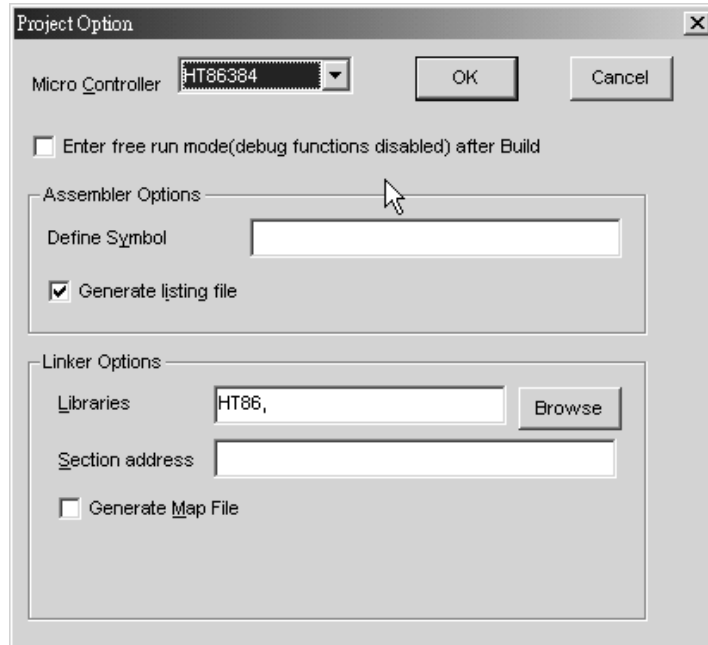 Project Option
Micro Controller HT86384 OK Cancel
Enter free run mode(debug functions disabled) after Build
Assembler Options
Define Symbol
Generate listing file
Linker Options
Libraries HT86, Browse
Section address
Generate Map File